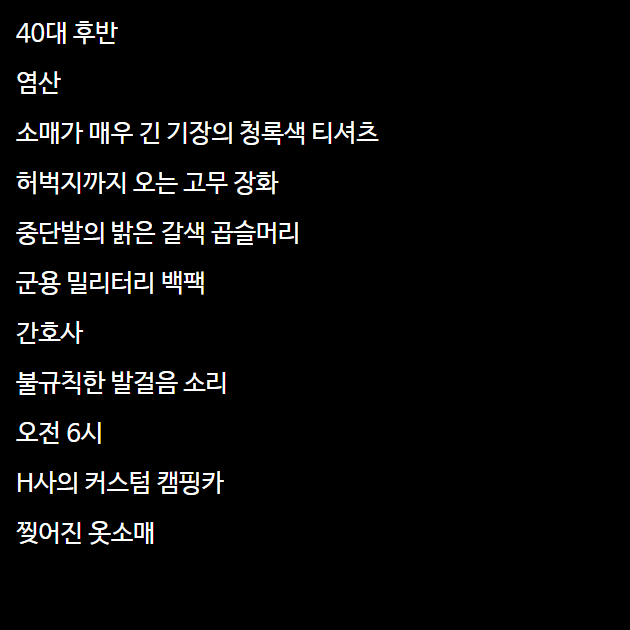 40대 후반
염산
소매가 매우 긴 기장의 청록색 티셔츠
허벅지까지 오는 고무 장화
중단발의 밝은 갈색 곱슬머리
군용 밀리터리 백팩
간호사
불규칙한 발걸음 소리
오전 6시
H사의 커스텀 캠핑카
찢어진 옷소매